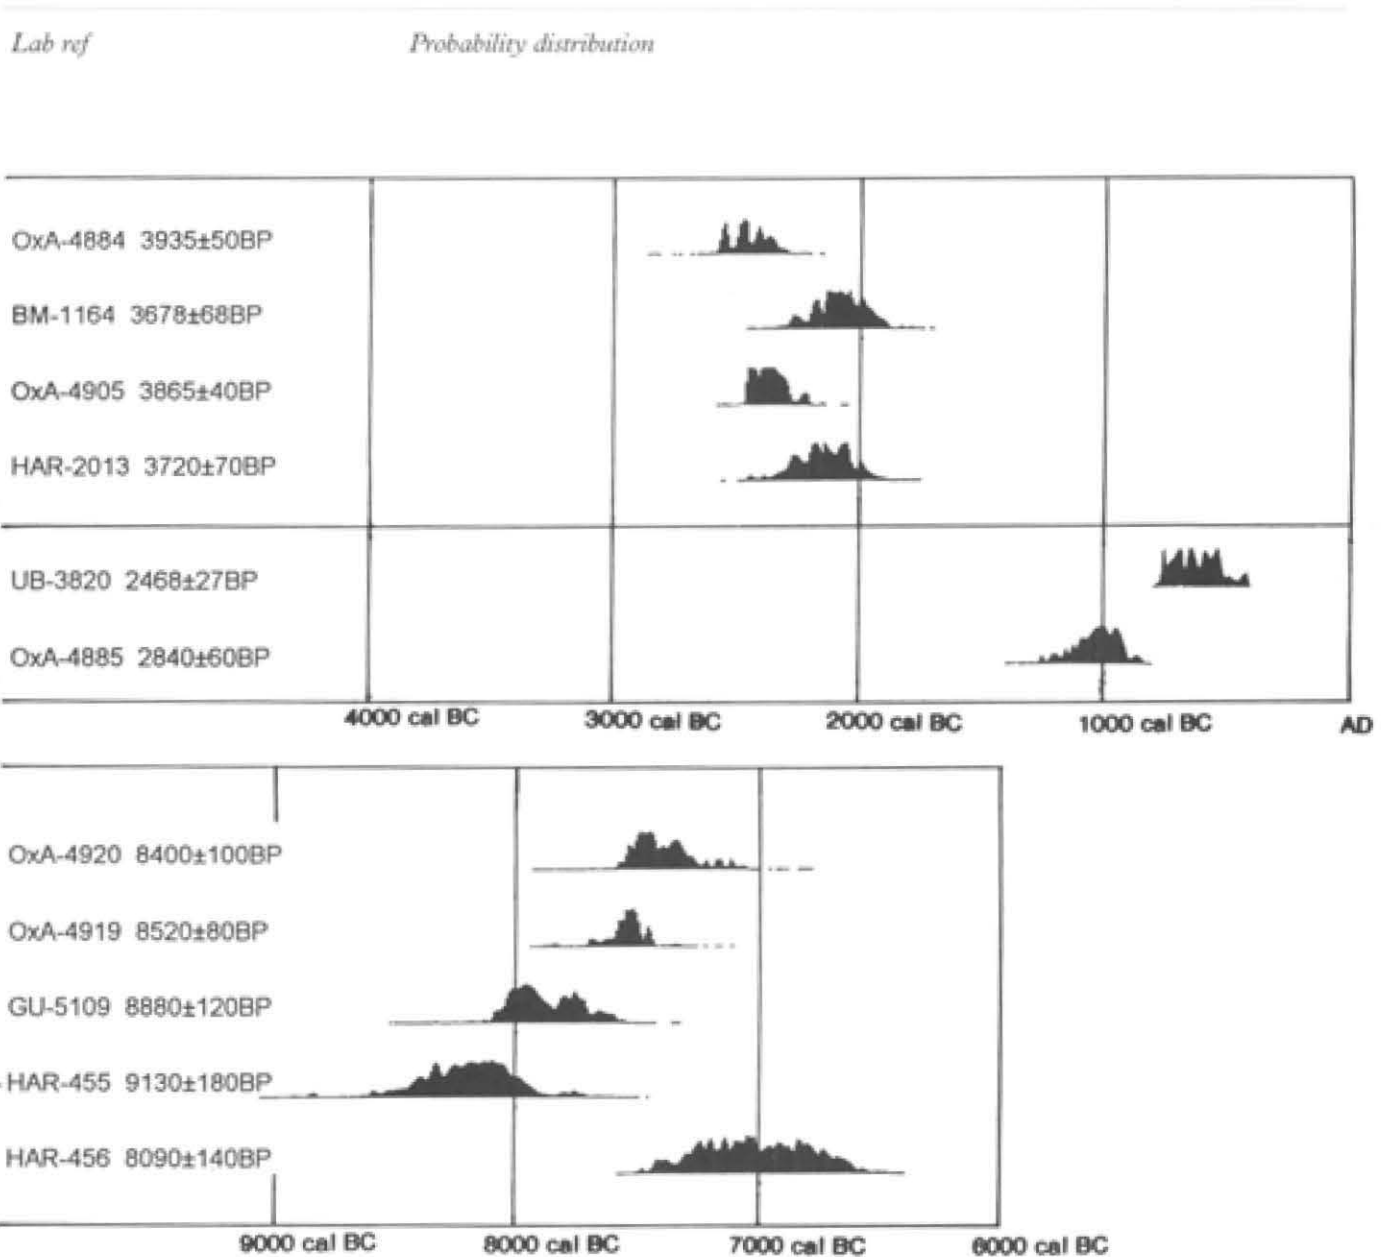 Lab ref Probability distribution
OxA-4884 3935±50BP
BM-1164 3678±68BP
OxA-4905 3865±40BP
HAR-2013 3720±70BP
UB-3820 2468±27BP
OxA-4885 2840±60BP
4000 cal BC 3000 cal BC 2000 cal BC 1000 cal BC AD
OxA-4920 8400±100BP
OxA-4919 8520±80BP
GU-5109 8880±120BP
HAR-455 9130±180BP
HAR-456 8090±140BP
9000 cal BC 8000 cal BC 7000 cal BC 6000 cal BC